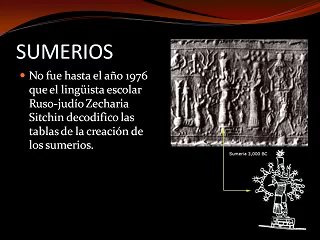 SUMERIOS
No fue hasta el año 1976
que el lingüista escolar
Ruso-judío Zecharia
Sitchin decodifico las
tablas de la creación de
los sumerios.
Sumeria 3,000 BC